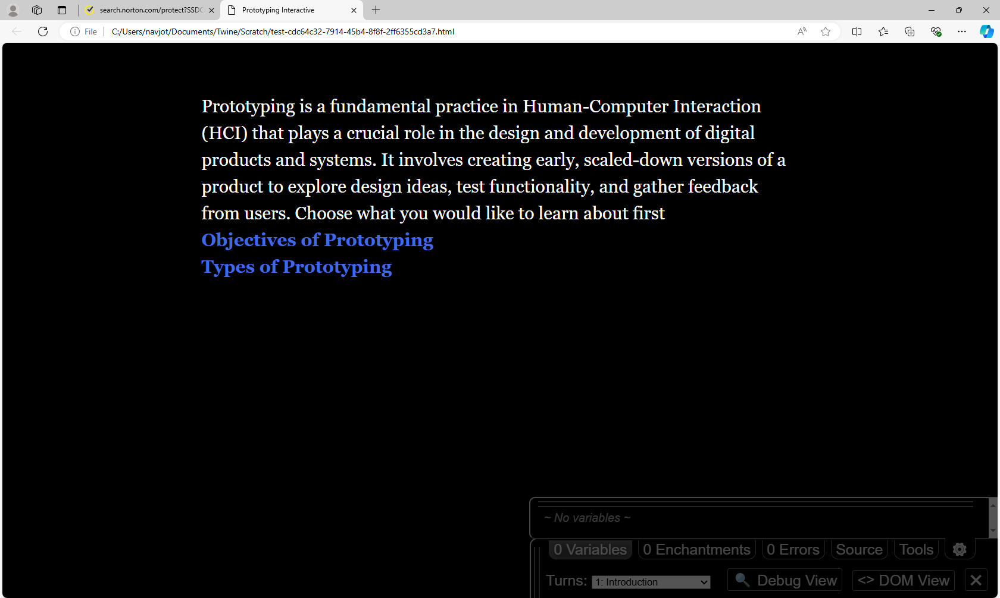 search.norton.com/protect?SSDC
Prototyping Interactive
File
C:/Users/navjot/Documents/Twine/Scratch/test-cdc64c32-7914-45b4-8f8f-2ff6355cd3a7.html
Prototyping is a fundamental practice in Human-Computer Interaction
(HCI) that plays a crucial role in the design and development of digital
products and systems. It involves creating early, scaled-down versions of a
product to explore design ideas, test functionality, and gather feedback
from users. Choose what you would like to learn about first
Objectives of Prototyping
Types of Prototyping
~ No variables ~
0 Variables 0 Enchantments 0 Errors Source Tools
Turns: 1: Introduction Debug View <> DOM View